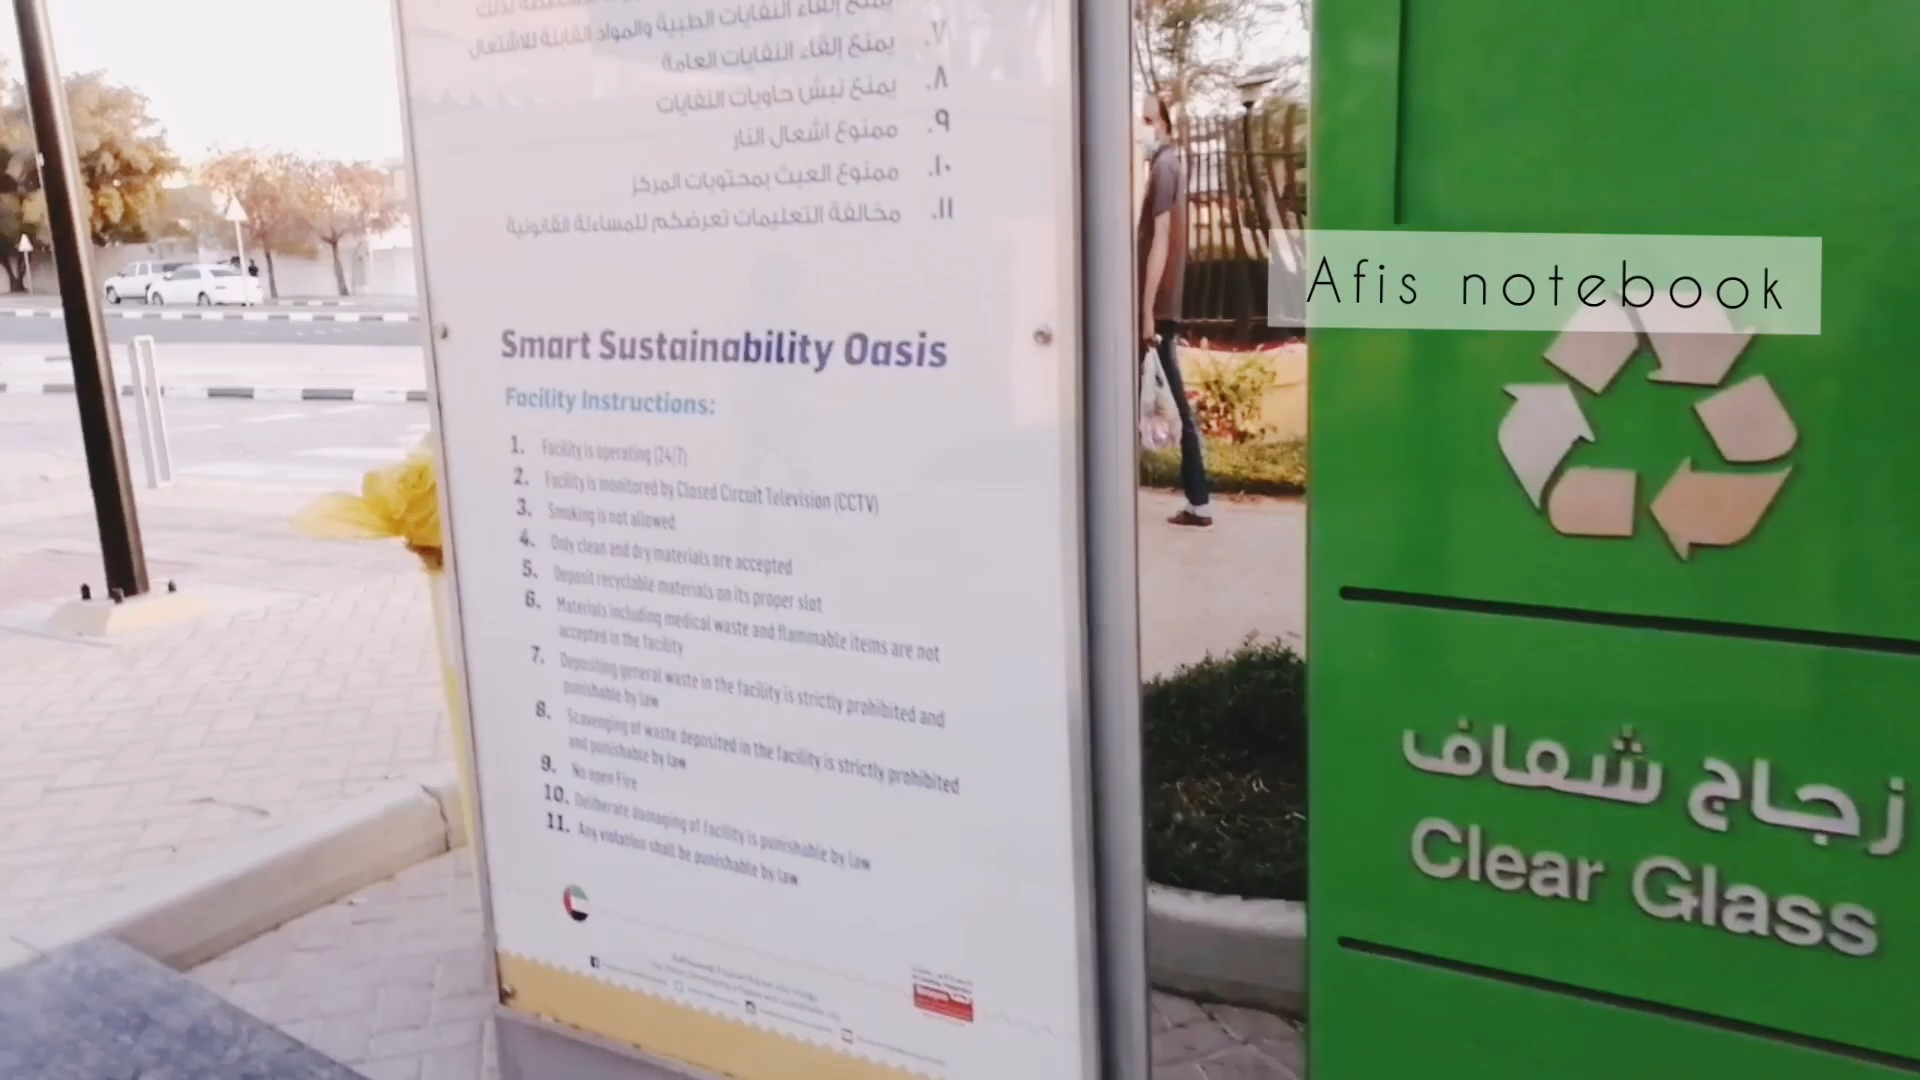 يمنع إلقاء النفايات الطبية والمواد القابلة للاشتعال
٧. يمنع إلقاء النفايات العامة
٨. يمنع نبش حاويات النفايات
٩. ممنوع اشعال النار
١٠. ممنوع العبث بمحتويات المركز
١١. مخالفة التعليمات تعرضكم للمساءلة القانونية
Smart Sustainability Oasis
Facility Instructions:
1. Facility is operating (24/7)
2. Facility is monitored by Closed Circuit Television (CCTV)
3. Smoking is not allowed
4. Only clean and dry materials are accepted
5. Deposit recyclable materials on its proper slot
6. Materials including medical waste and flammable items are not
accepted in the facility
7. Depositing general waste in the facility is strictly prohibited and
punishable by law
8. Scavenging of waste deposited in the facility is strictly prohibited
and punishable by law
9. No open Fire
10. Deliberate damaging of facility is punishable by law
11. Any violation shall be punishable by law
Afis notebook
زجاج شفاف
Clear Glass